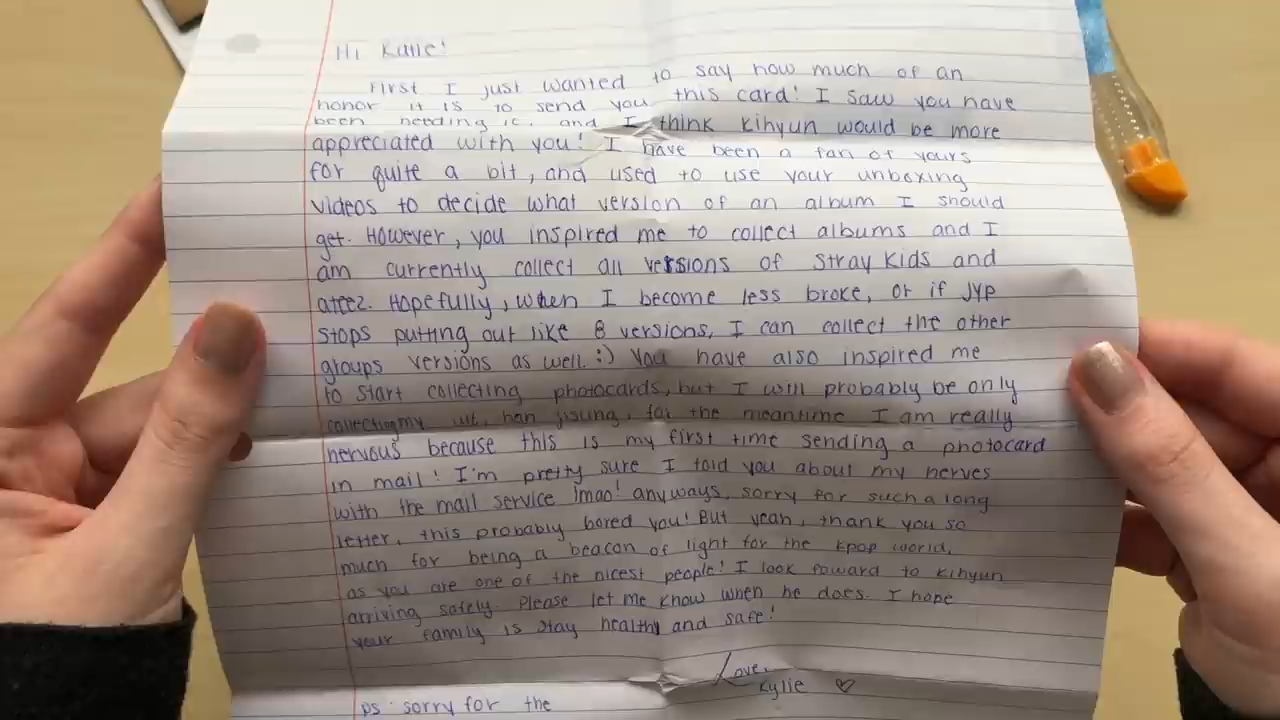 Hi Katie!
First I just wanted to say how much of an
honor it is to send you this card! I saw you have
been needing it, and I think Kihyun would be more
appreciated with you! I have been a fan of yours
for quite a bit, and used to use your unboxing
videos to decide what version of an album I should
get. However, you inspired me to collect albums and I
am currently collect all versions of Stray Kids and
ateez. Hopefully, when I become less broke, or if JYP
stops putting out like 8 versions, I can collect the other
groups versions as well :) You have also inspired me
to start collecting photocards, but I will probably be only
collecting my ult, han jisung, for the meantime I am really
nervous because this is my first time sending a photocard
in mail! I'm pretty sure I told you about my nerves
with the mail service lmao! anyways, sorry for such a long
letter, this probably bored you! But yeah, thank you so
much for being a beacon of light for the kpop world,
as you are one of the nicest people! I look foward to Kihyun
arriving safely. Please let me know when he does. I hope
your family is stay healthy and safe!
Love,
Kylie ♡
ps: sorry for the